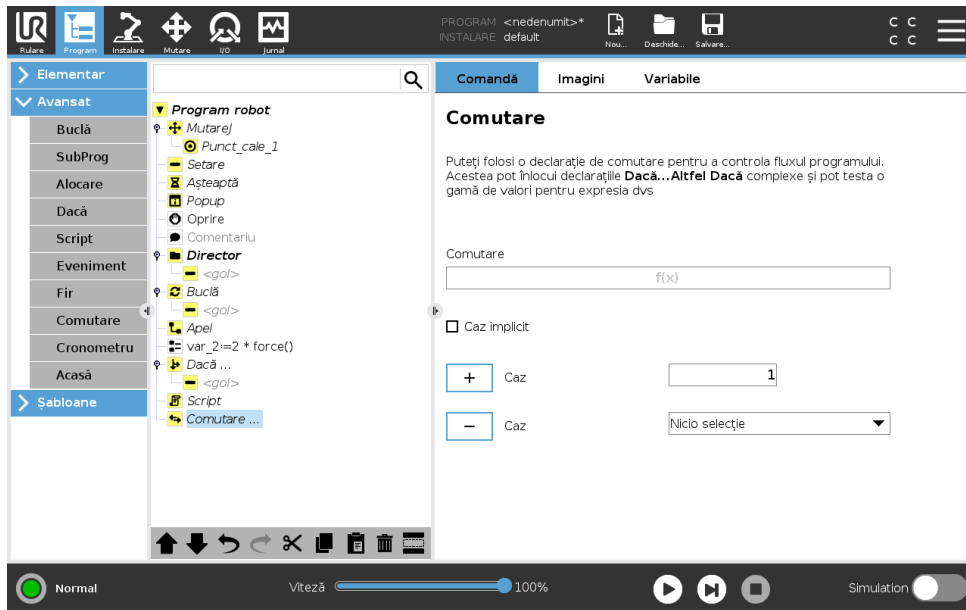 PROGRAM <nedenumit>*
INSTALARE default
Rulare Program Instalare Mutare I/O Jurnal Nou... Deschide... Salvare...
C C
C C
Elementar
Avansat
Buclă
SubProg
Alocare
Dacă
Script
Eveniment
Fir
Comutare
Cronometru
Acasă
Șabloane
Program robot
MutareJ
Punct_cale_1
Setare
Așteaptă
Popup
Oprire
Comentariu
Director
<gol>
Buclă
<gol>
Apel
var_2≔2 * force()
Dacă ...
<gol>
Script
Comutare ...
Comandă Imagini Variabile
Comutare
Puteți folosi o declarație de comutare pentru a controla fluxul programului.
Acestea pot înlocui declarațiile Dacă...Altfel Dacă complexe și pot testa o
gamă de valori pentru expresia dvs
Comutare
f(x)
Caz implicit
+ Caz 1
− Caz Nicio selecție
Normal Viteză 100% Simulation